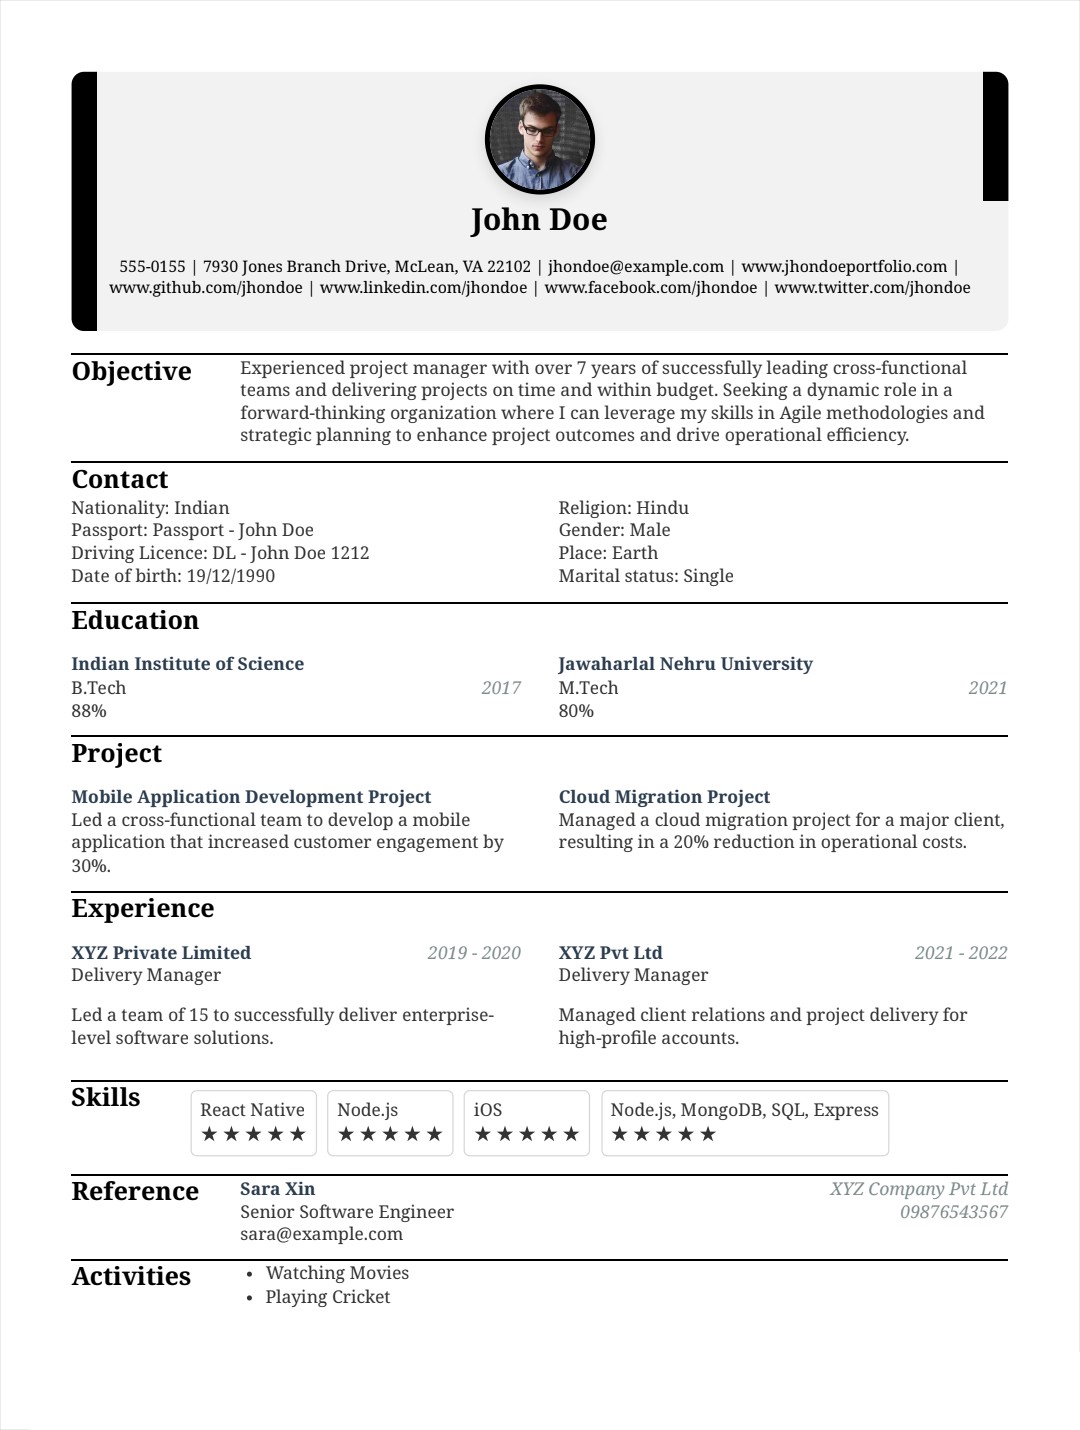 John Doe
555-0155 | 7930 Jones Branch Drive, McLean, VA 22102 | jhondoe@example.com | www.jhondoeportfolio.com |
www.github.com/jhondoe | www.linkedin.com/jhondoe | www.facebook.com/jhondoe | www.twitter.com/jhondoe
Objective
Experienced project manager with over 7 years of successfully leading cross-functional
teams and delivering projects on time and within budget. Seeking a dynamic role in a
forward-thinking organization where I can leverage my skills in Agile methodologies and
strategic planning to enhance project outcomes and drive operational efficiency.
Contact
Nationality: Indian
Passport: Passport - John Doe
Driving Licence: DL - John Doe 1212
Date of birth: 19/12/1990
Religion: Hindu
Gender: Male
Place: Earth
Marital status: Single
Education
Indian Institute of Science
B.Tech 2017
88%
Jawaharlal Nehru University
M.Tech 2021
80%
Project
Mobile Application Development Project
Led a cross-functional team to develop a mobile
application that increased customer engagement by
30%.
Cloud Migration Project
Managed a cloud migration project for a major client,
resulting in a 20% reduction in operational costs.
Experience
XYZ Private Limited 2019 - 2020
Delivery Manager
Led a team of 15 to successfully deliver enterprise-
level software solutions.
XYZ Pvt Ltd 2021 - 2022
Delivery Manager
Managed client relations and project delivery for
high-profile accounts.
Skills
React Native
★★★★★
Node.js
★★★★★
iOS
★★★★★
Node.js, MongoDB, SQL, Express
★★★★★
Reference
Sara Xin
Senior Software Engineer
sara@example.com
XYZ Company Pvt Ltd
09876543567
Activities
• Watching Movies
• Playing Cricket